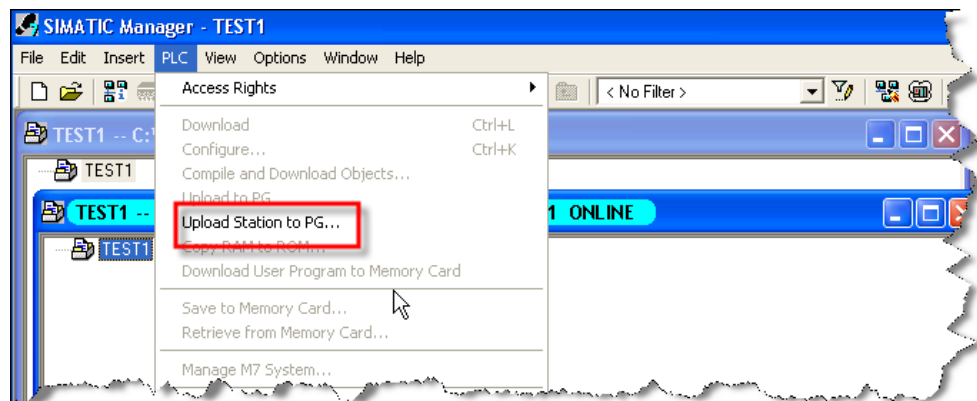 SIMATIC Manager - TEST1
File Edit Insert PLC View Options Window Help
Access Rights
< No Filter >
Download Ctrl+L
TEST1 -- C:\
Configure... Ctrl+K
TEST1
Compile and Download Objects...
Upload to PG
TEST1 -- 1 ONLINE
Upload Station to PG...
TEST1
Copy RAM to ROM...
Download User Program to Memory Card
Save to Memory Card...
Retrieve from Memory Card...
Manage M7 System...